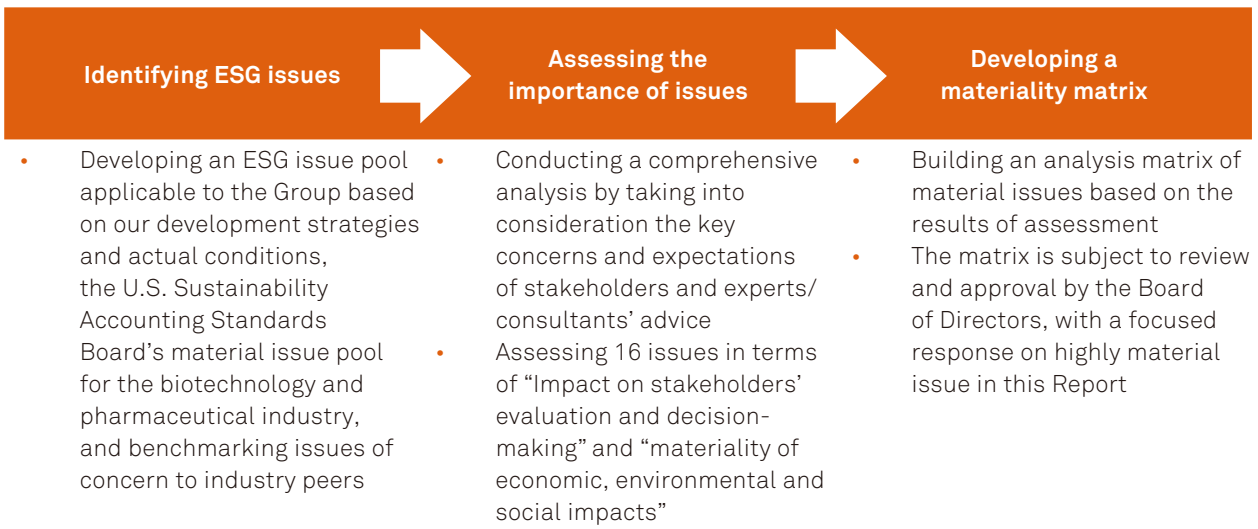 Identifying ESG issues
Assessing the
importance of issues
Developing a
materiality matrix
• Developing an ESG issue pool
applicable to the Group based
on our development strategies
and actual conditions,
the U.S. Sustainability
Accounting Standards
Board’s material issue pool
for the biotechnology and
pharmaceutical industry,
and benchmarking issues of
concern to industry peers
• Conducting a comprehensive
analysis by taking into
consideration the key
concerns and expectations
of stakeholders and experts/
consultants’ advice
• Assessing 16 issues in terms
of “Impact on stakeholders’
evaluation and decision-
making” and “materiality of
economic, environmental and
social impacts”
• Building an analysis matrix of
material issues based on the
results of assessment
• The matrix is subject to review
and approval by the Board
of Directors, with a focused
response on highly material
issue in this Report